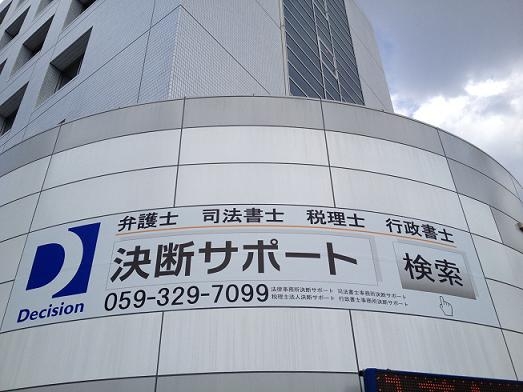 弁護士 司法書士 税理士 行政書士
決断サポート 検索
Decision
059-329-7099
法律事務所決断サポート 司法書士事務所決断サポート
税理士法人決断サポート 行政書士事務所決断サポート